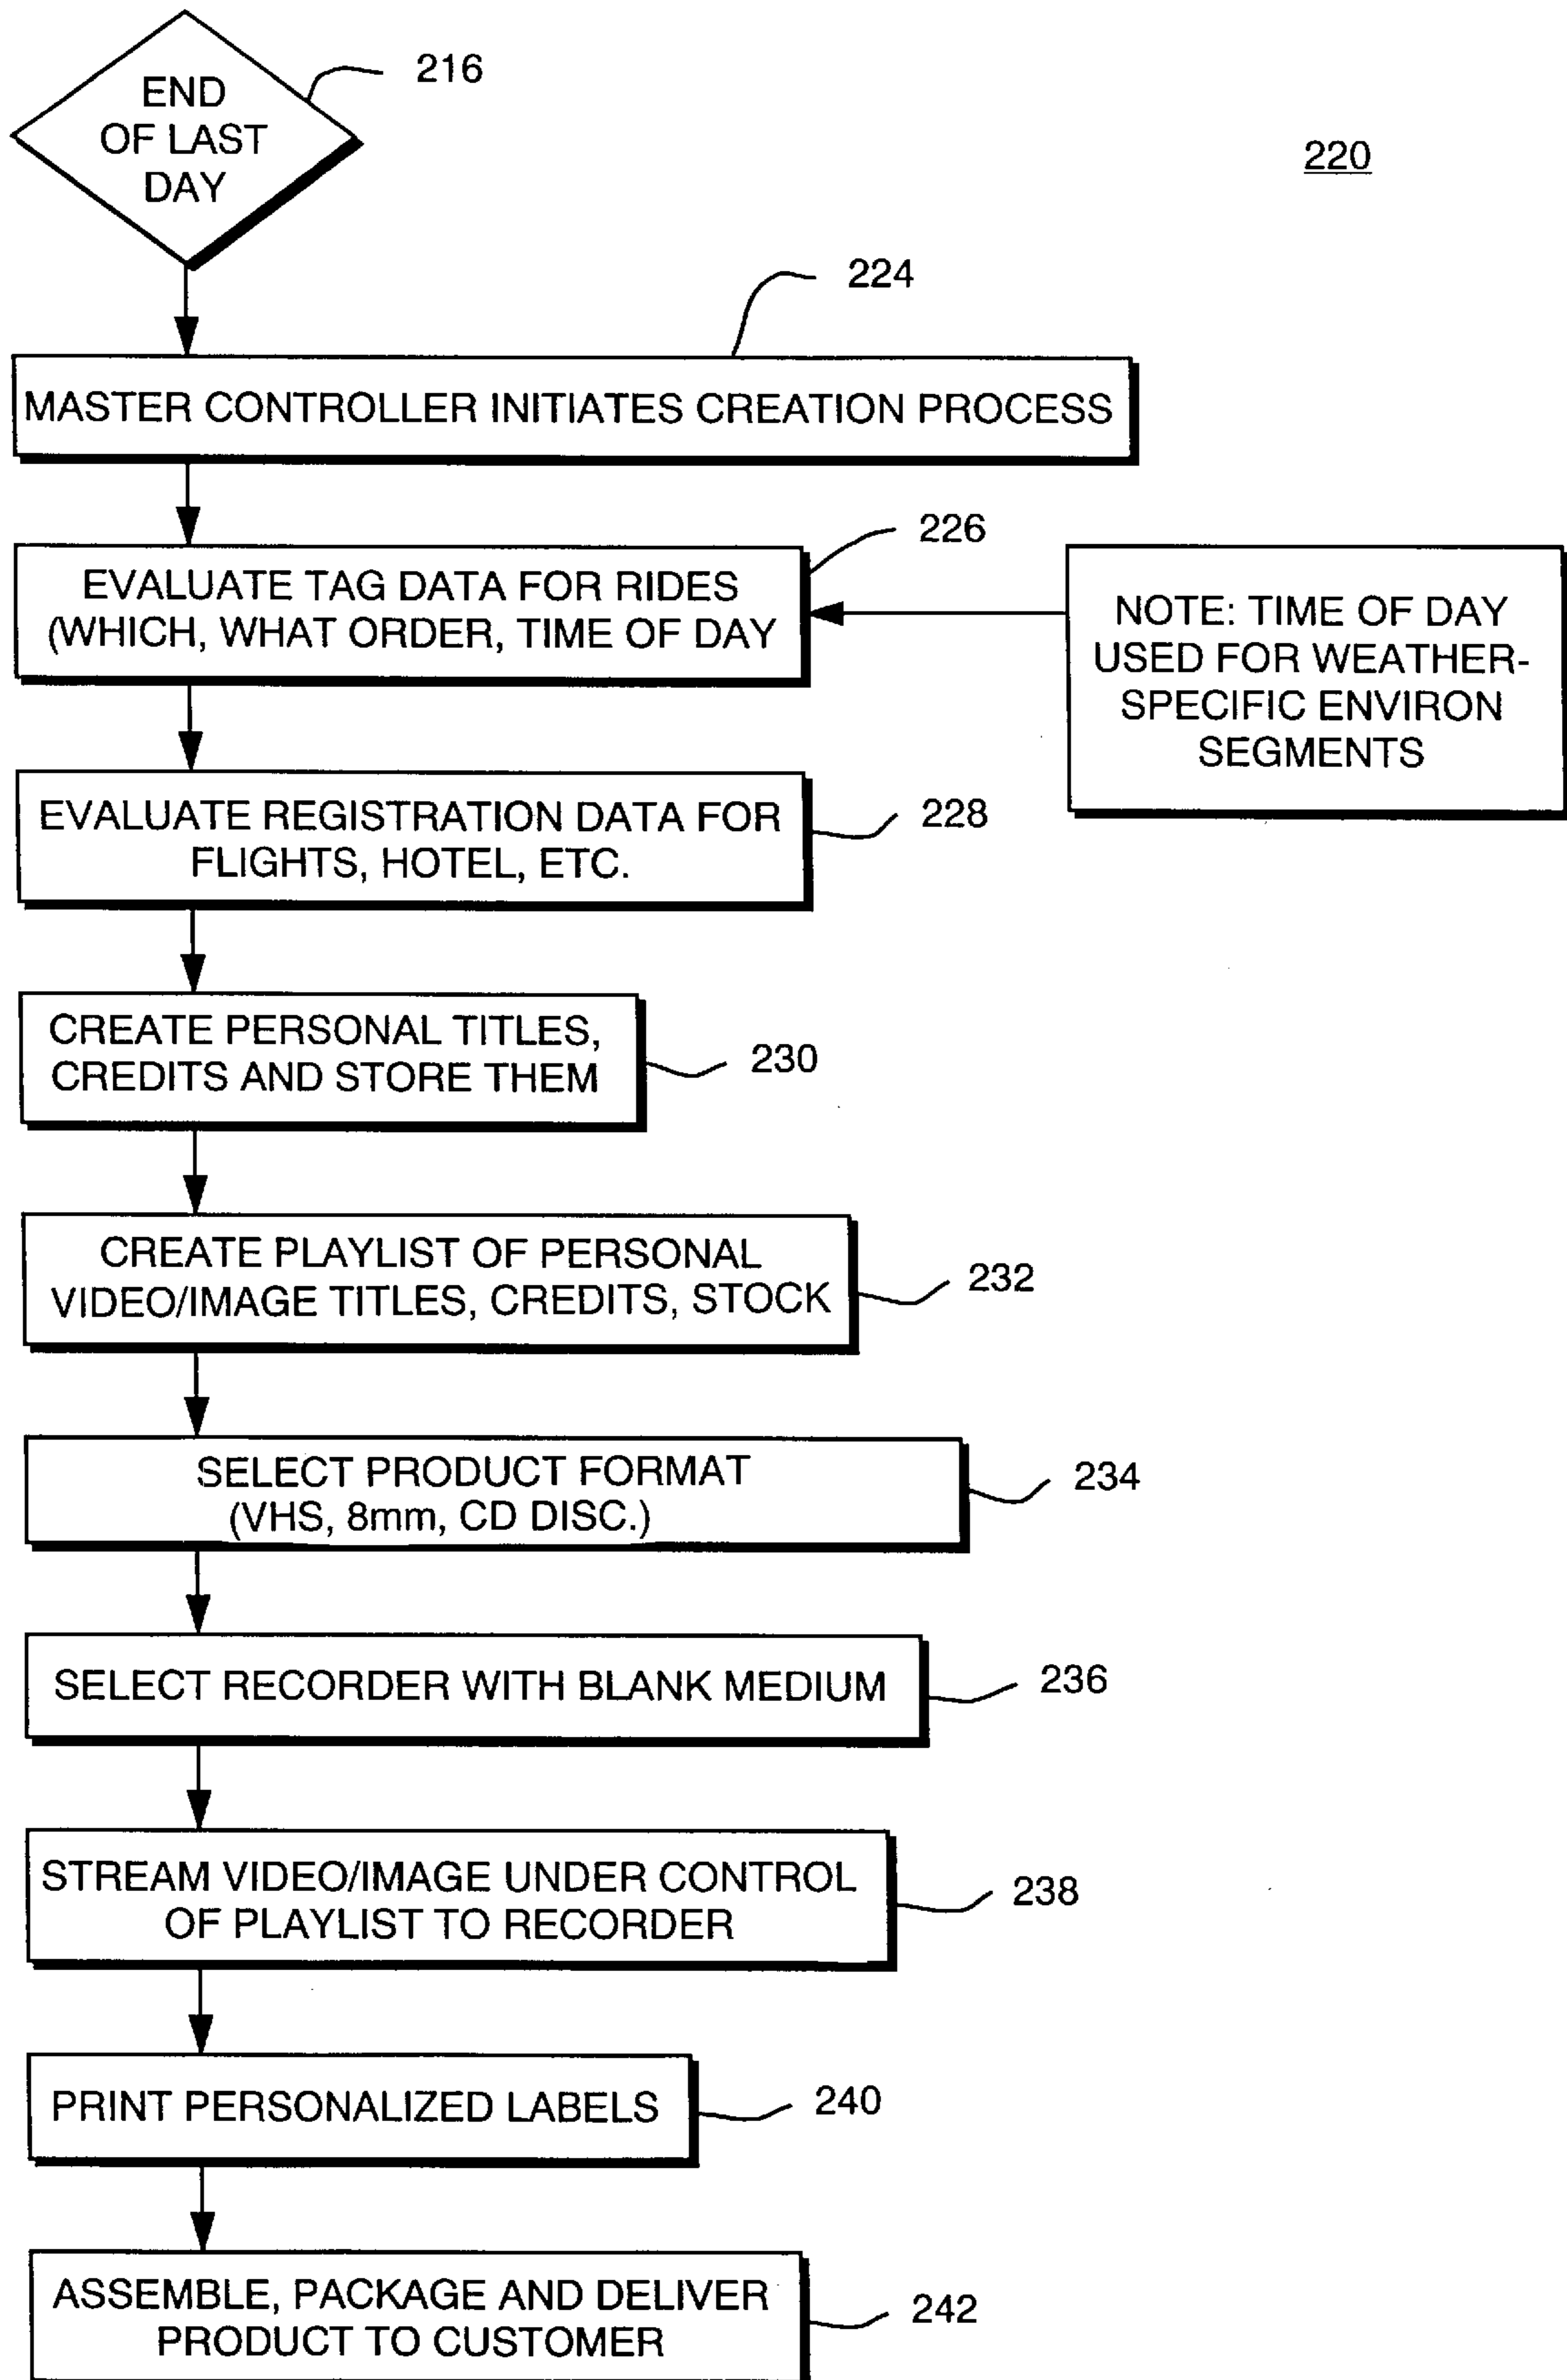 END
OF LAST
DAY
216
220
224
MASTER CONTROLLER INITIATES CREATION PROCESS
226
EVALUATE TAG DATA FOR RIDES
(WHICH, WHAT ORDER, TIME OF DAY
NOTE: TIME OF DAY
USED FOR WEATHER-
SPECIFIC ENVIRON
SEGMENTS
EVALUATE REGISTRATION DATA FOR
FLIGHTS, HOTEL, ETC.
228
CREATE PERSONAL TITLES,
CREDITS AND STORE THEM
230
CREATE PLAYLIST OF PERSONAL
VIDEO/IMAGE TITLES, CREDITS, STOCK
232
SELECT PRODUCT FORMAT
(VHS, 8mm, CD DISC.)
234
SELECT RECORDER WITH BLANK MEDIUM
236
STREAM VIDEO/IMAGE UNDER CONTROL
OF PLAYLIST TO RECORDER
238
PRINT PERSONALIZED LABELS
240
ASSEMBLE, PACKAGE AND DELIVER
PRODUCT TO CUSTOMER
242